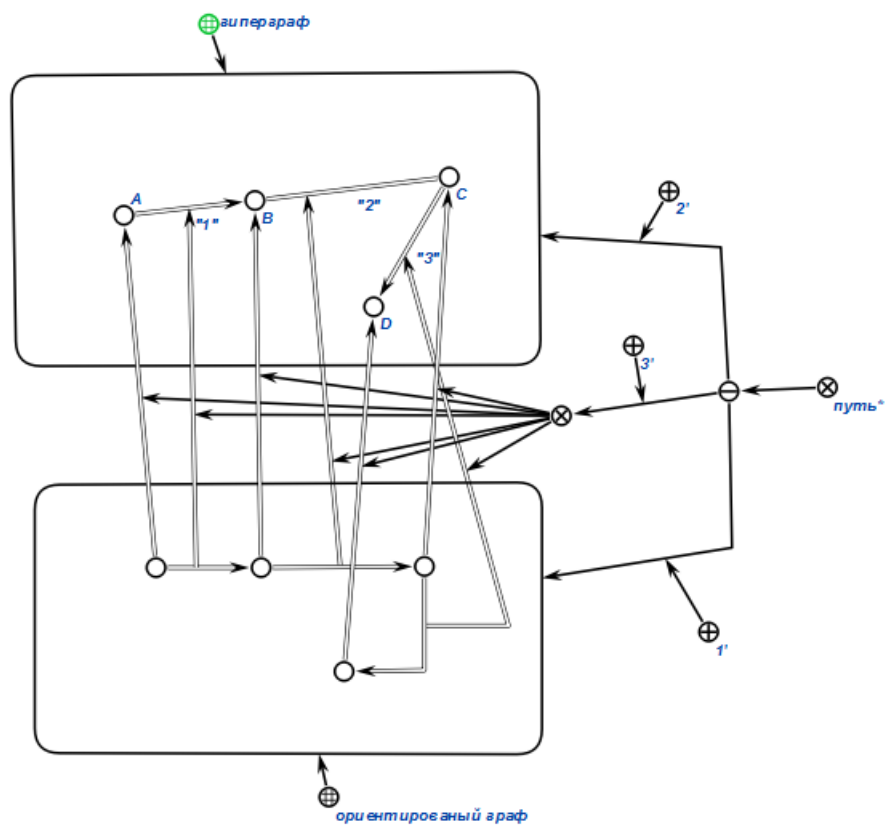 гиперграф
A
B
C
"1"
"2"
"3"
D
2'
3'
путь*
1'
ориентированый граф